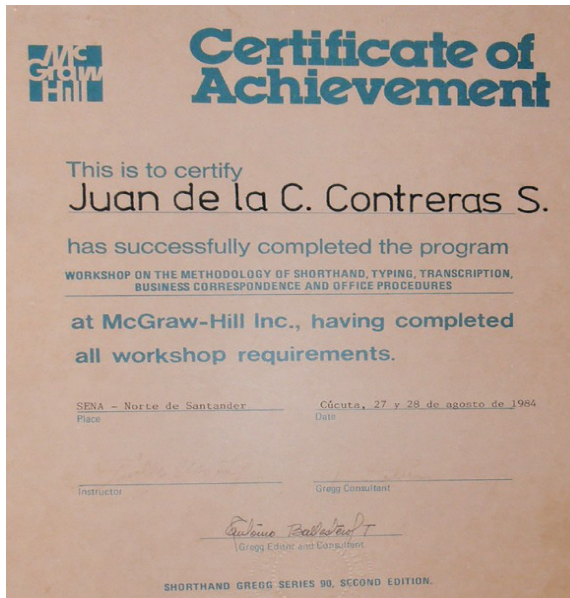 Mc
Graw
Hill
Certificate of
Achievement
This is to certify
Juan de la C. Contreras S.
has successfully completed the program
WORKSHOP ON THE METHODOLOGY OF SHORTHAND, TYPING, TRANSCRIPTION,
BUSINESS CORRESPONDENCE AND OFFICE PROCEDURES
at McGraw-Hill Inc., having completed
all workshop requirements.
SENA - Norte de Santander Cúcuta, 27 y 28 de agosto de 1984
Place Date
Instructor Gregg Consultant
Gregg Editor and Consultant
SHORTHAND GREGG SERIES 90, SECOND EDITION.